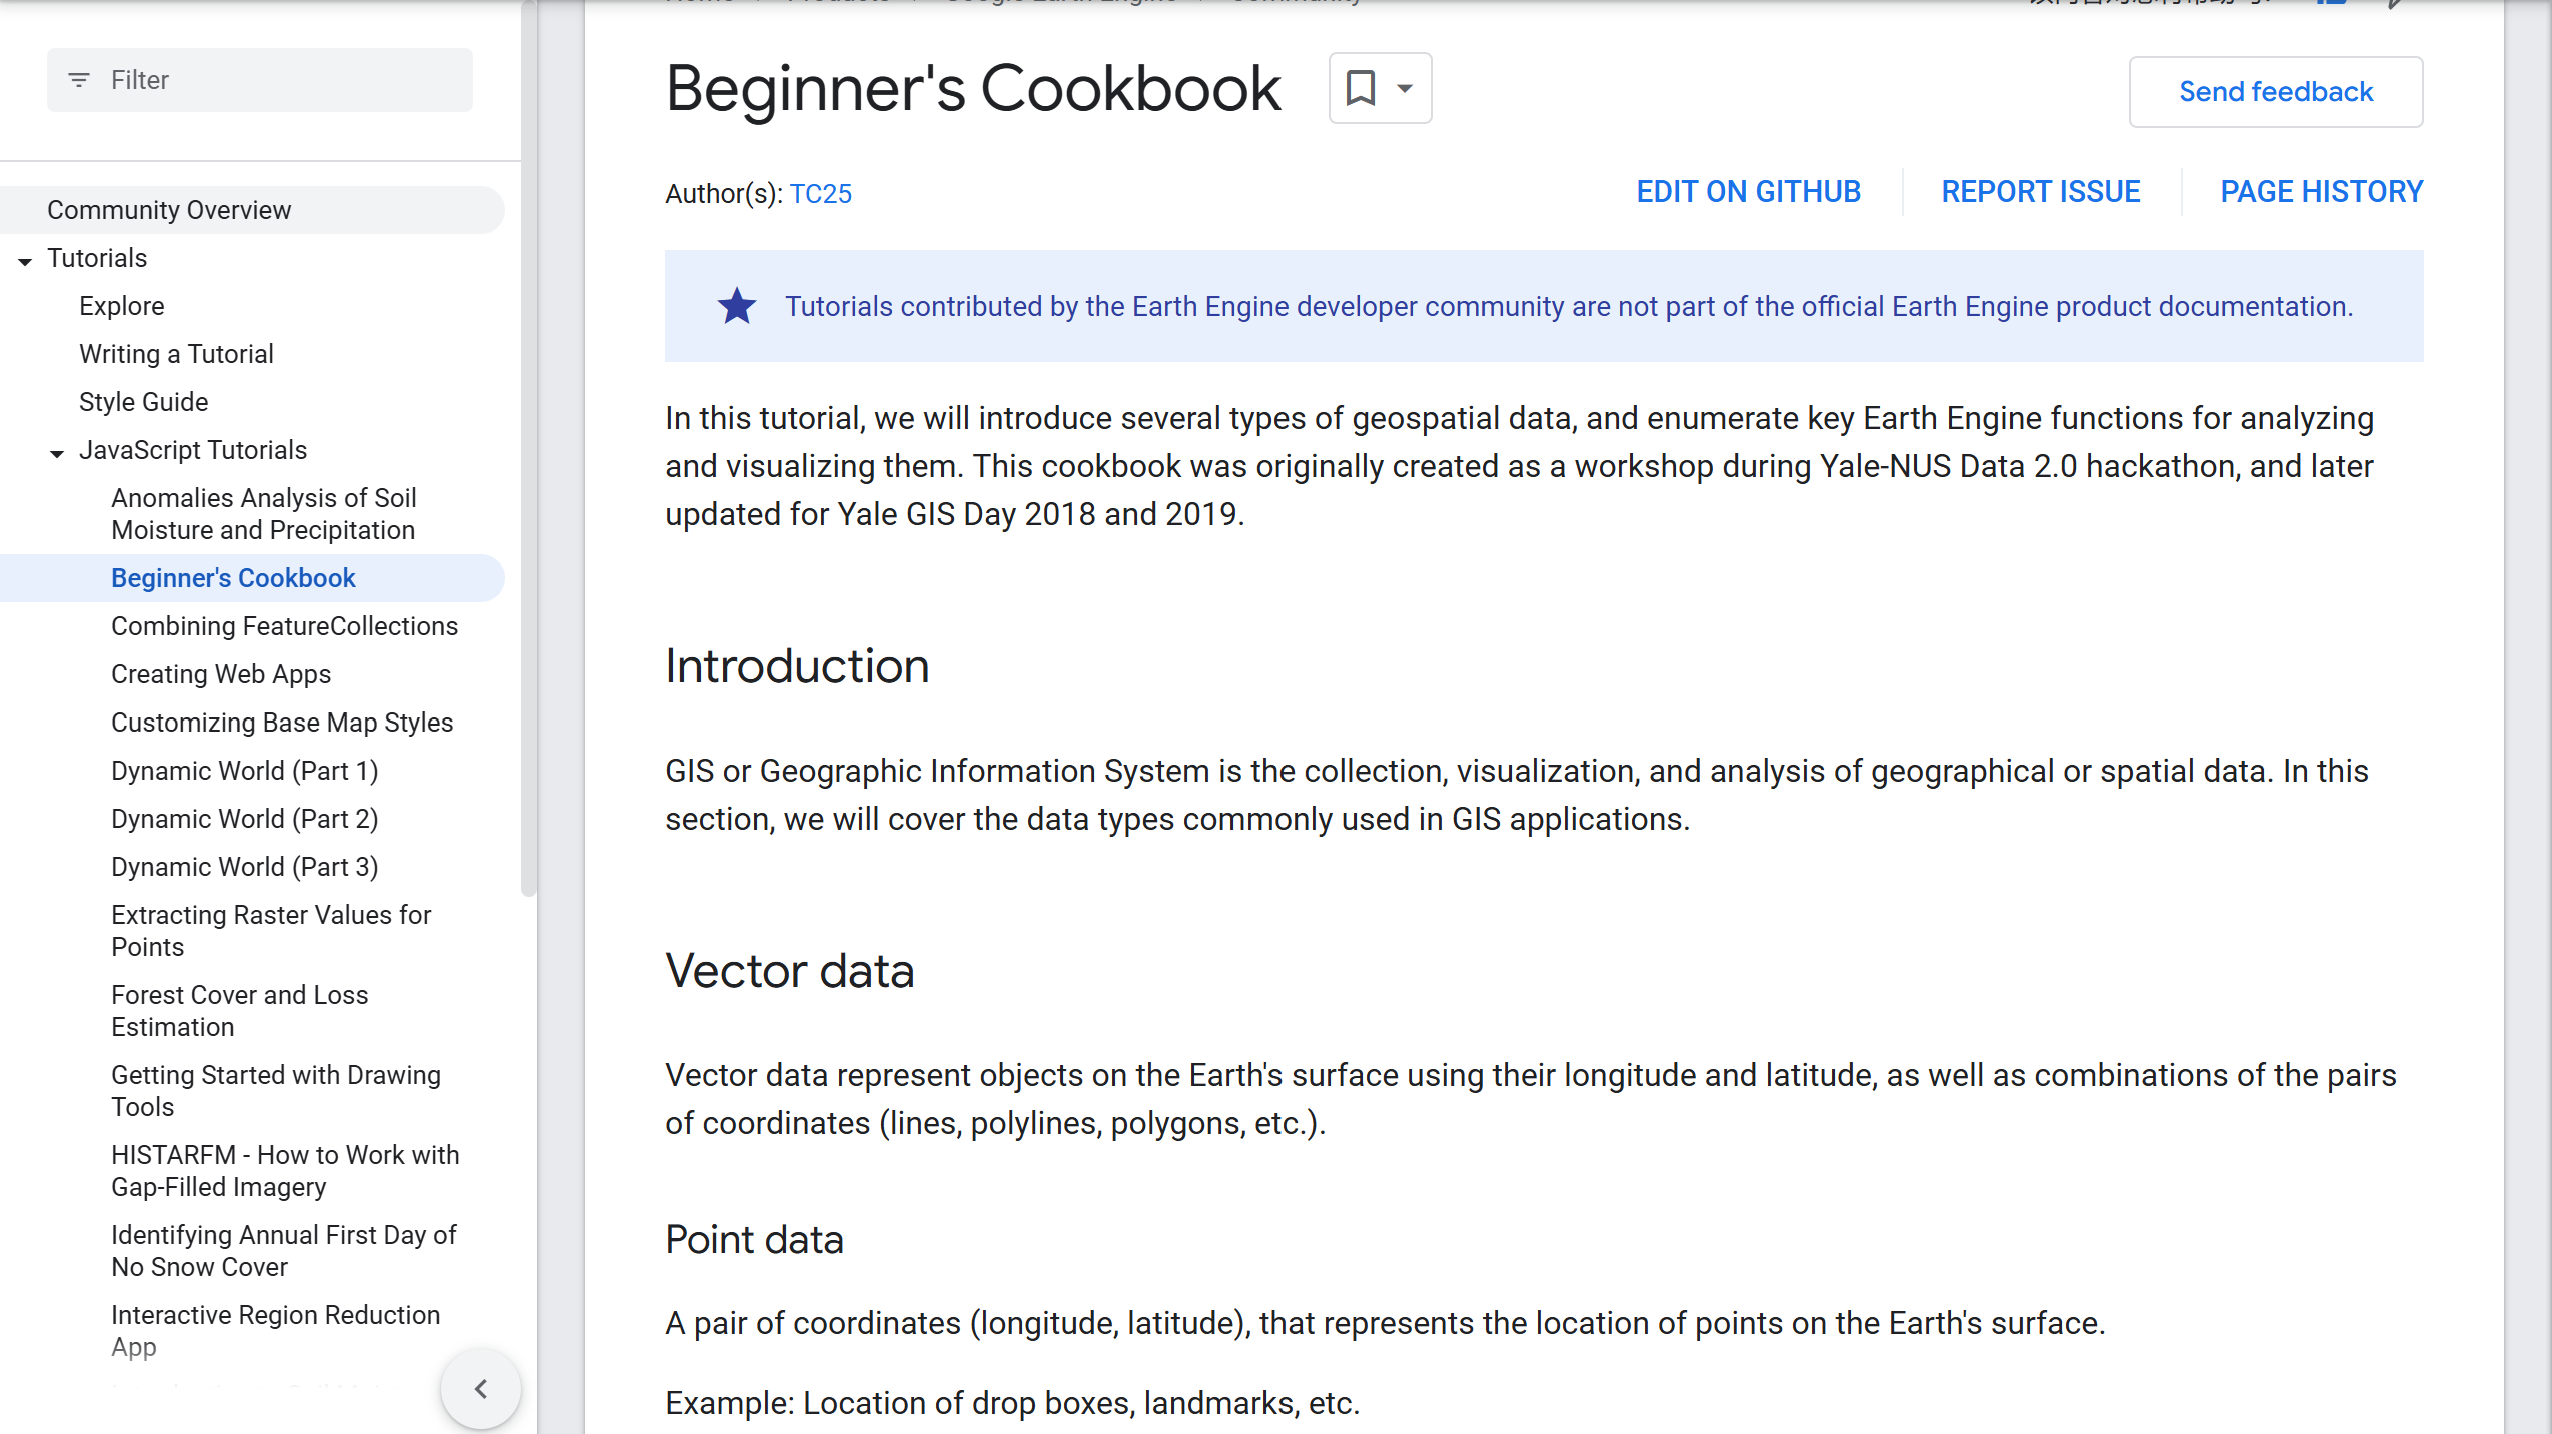 Filter
Community Overview
Tutorials
Explore
Writing a Tutorial
Style Guide
JavaScript Tutorials
Anomalies Analysis of Soil
Moisture and Precipitation
Beginner's Cookbook
Combining FeatureCollections
Creating Web Apps
Customizing Base Map Styles
Dynamic World (Part 1)
Dynamic World (Part 2)
Dynamic World (Part 3)
Extracting Raster Values for
Points
Forest Cover and Loss
Estimation
Getting Started with Drawing
Tools
HISTARFM - How to Work with
Gap-Filled Imagery
Identifying Annual First Day of
No Snow Cover
Interactive Region Reduction
App
Beginner's Cookbook
Send feedback
Author(s): TC25
EDIT ON GITHUB
REPORT ISSUE
PAGE HISTORY
Tutorials contributed by the Earth Engine developer community are not part of the official Earth Engine product documentation.
In this tutorial, we will introduce several types of geospatial data, and enumerate key Earth Engine functions for analyzing
and visualizing them. This cookbook was originally created as a workshop during Yale-NUS Data 2.0 hackathon, and later
updated for Yale GIS Day 2018 and 2019.
Introduction
GIS or Geographic Information System is the collection, visualization, and analysis of geographical or spatial data. In this
section, we will cover the data types commonly used in GIS applications.
Vector data
Vector data represent objects on the Earth's surface using their longitude and latitude, as well as combinations of the pairs
of coordinates (lines, polylines, polygons, etc.).
Point data
A pair of coordinates (longitude, latitude), that represents the location of points on the Earth's surface.
Example: Location of drop boxes, landmarks, etc.